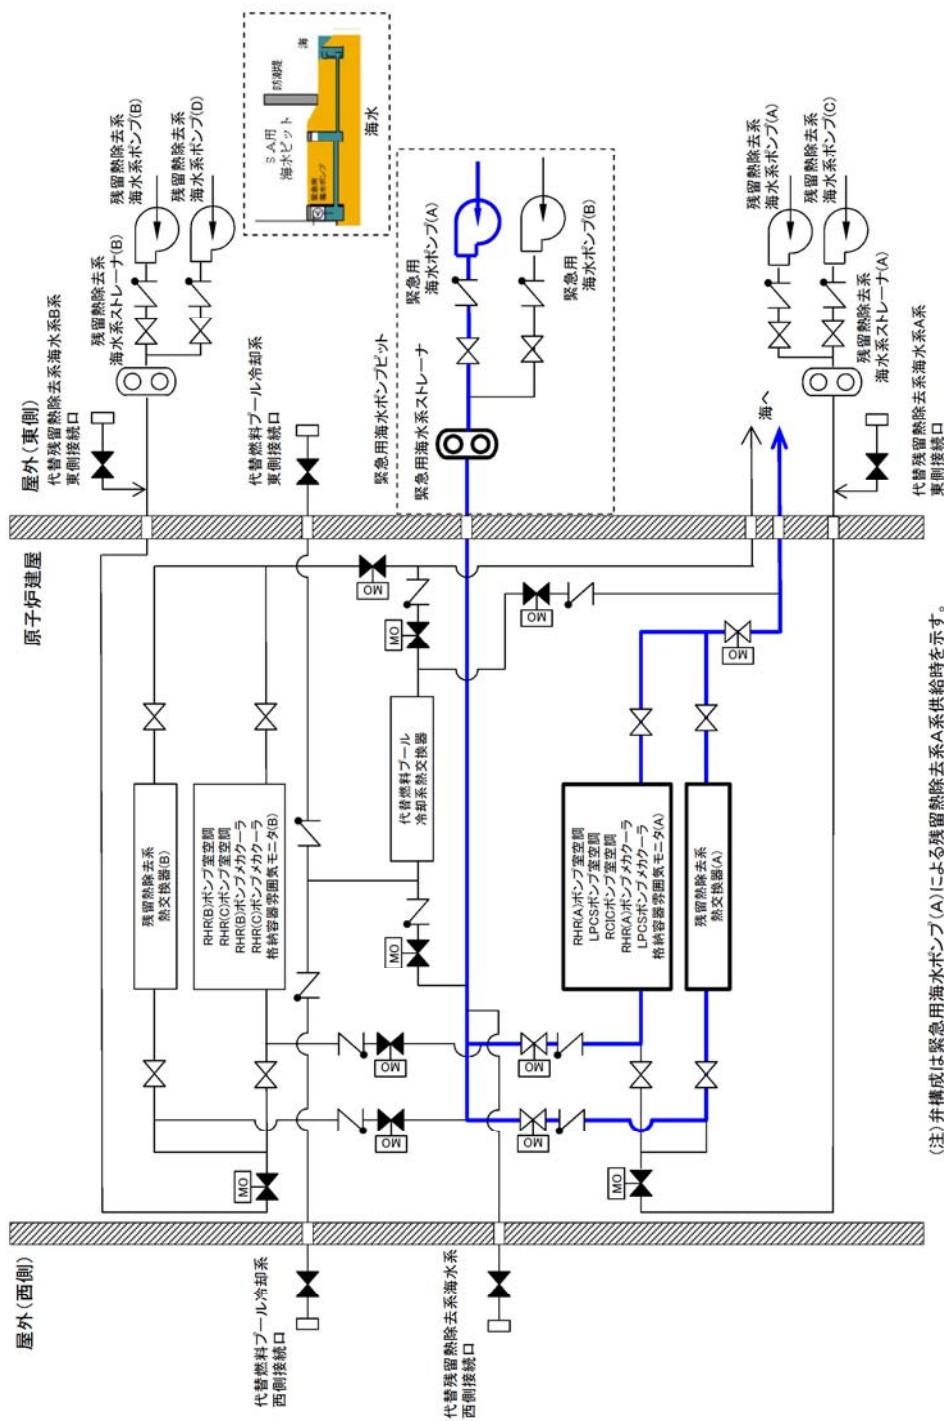 屋外(西側)
原子炉建屋
屋外(東側)
代替残留熱除去系海水系B系
東側接続口
残留熱除去系
海水系ストレーナ(B)
残留熱除去系
海水系ポンプ(B)
残留熱除去系
海水系ポンプ(D)
代替燃料プール冷却系
東側接続口
ＳＡ用
海水ピット
防潮堤
海
海水
緊急用海水ポンプピット
緊急用海水系ストレーナ
緊急用
海水ポンプ(A)
緊急用
海水ポンプ(B)
残留熱除去系
海水系ポンプ(A)
残留熱除去系
海水系ポンプ(C)
残留熱除去系
海水系ストレーナ(A)
海へ
代替残留熱除去系海水系A系
東側接続口
残留熱除去系
熱交換器(B)
RHR(B)ポンプ室空調
RHR(C)ポンプ室空調
RHR(B)ポンプメカクーラ
RHR(C)ポンプメカクーラ
格納容器雰囲気モニタ(B)
代替燃料プール
冷却系熱交換器
RHR(A)ポンプ室空調
LPCSポンプ室空調
RCICポンプ室空調
RHR(A)ポンプメカクーラ
LPCSポンプメカクーラ
格納容器雰囲気モニタ(A)
残留熱除去系
熱交換器(A)
MO
MO
MO
MO
MO
MO
MO
MO
MO
MO
MO
代替燃料プール冷却系
西側接続口
代替残留熱除去系海水系
西側接続口
(注)弁構成は緊急用海水ポンプ(A)による残留熱除去系A系供給時を示す。